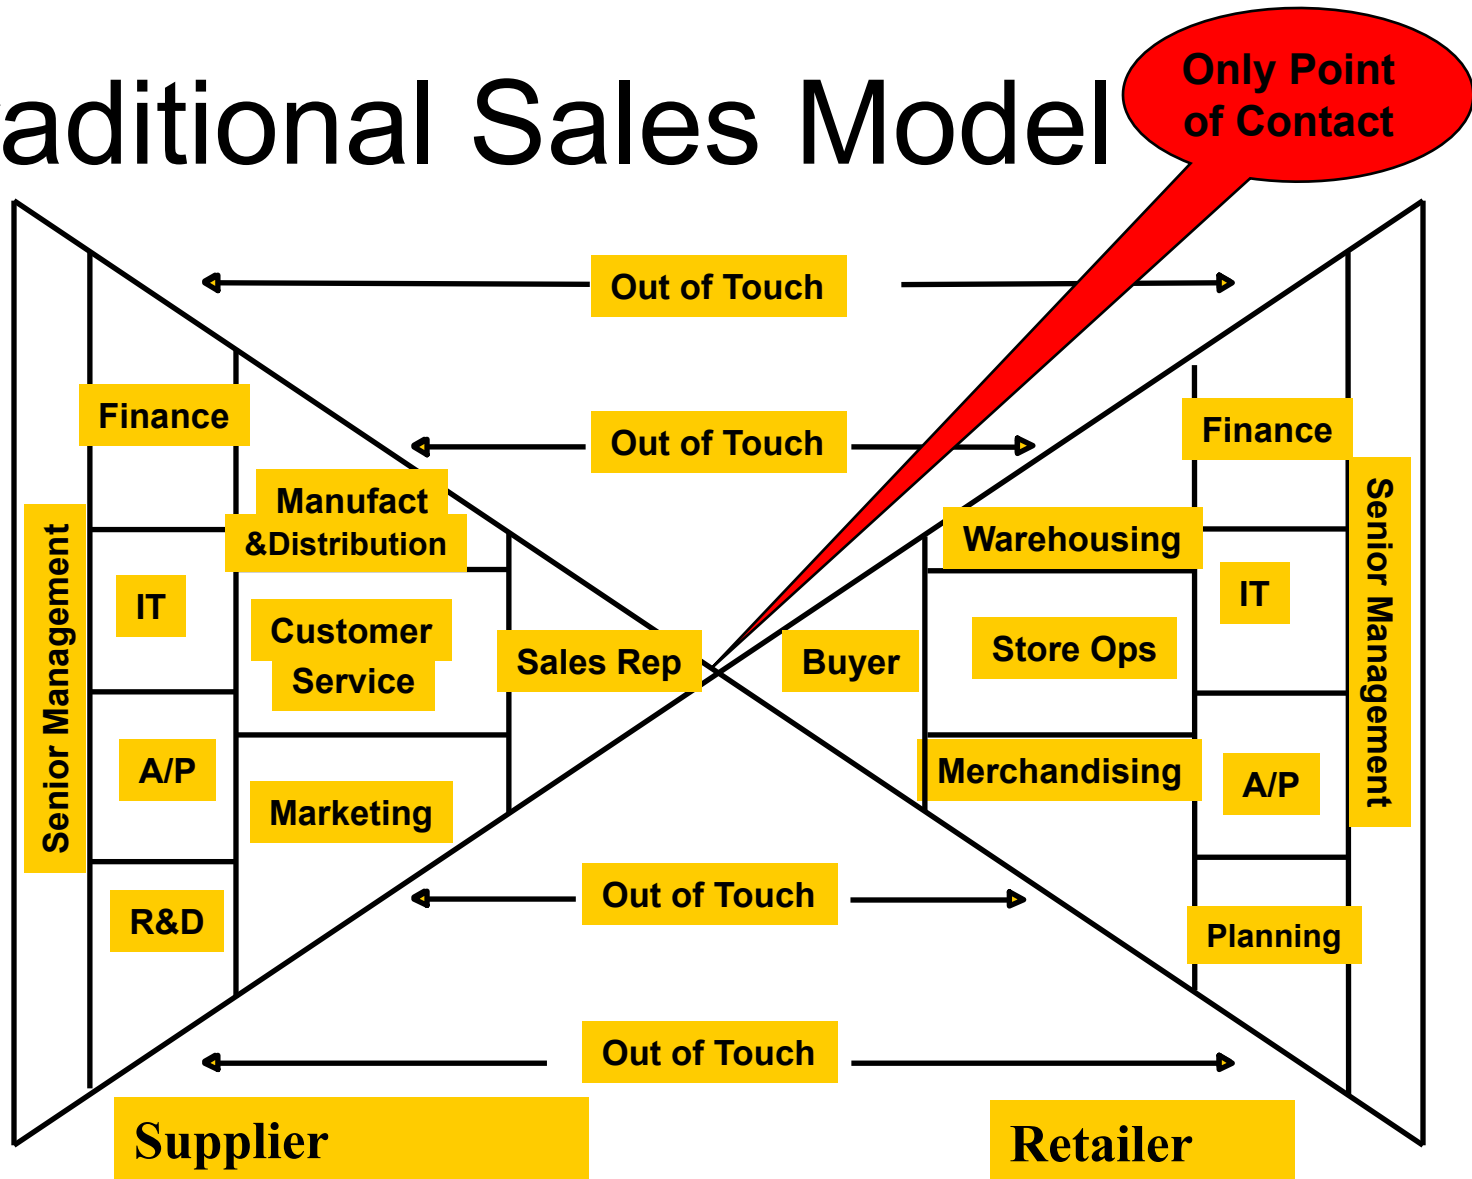 aditional Sales Model
Only Point
of Contact
Out of Touch
Out of Touch
Finance
Manufact
&Distribution
Senior Management
IT
Customer
Service
A/P
Marketing
R&D
Sales Rep
Buyer
Warehousing
Store Ops
Merchandising
Finance
IT
A/P
Planning
Senior Management
Out of Touch
Out of Touch
Supplier
Retailer